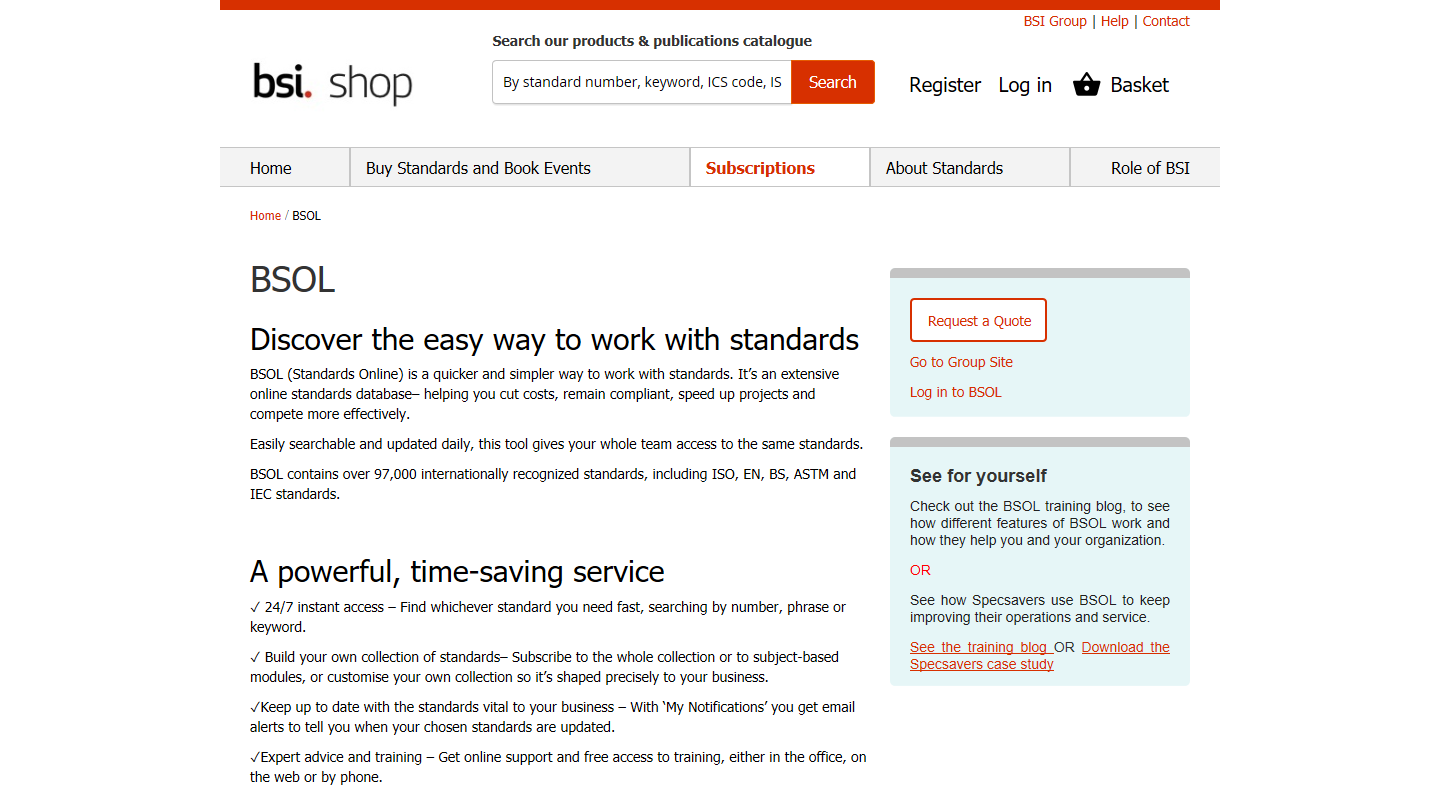 BSI Group | Help | Contact
Search our products & publications catalogue
bsi. shop
By standard number, keyword, ICS code, IS
Search
Register Log in Basket
Home Buy Standards and Book Events Subscriptions About Standards Role of BSI
Home / BSOL
BSOL
Discover the easy way to work with standards
BSOL (Standards Online) is a quicker and simpler way to work with standards. It’s an extensive
online standards database– helping you cut costs, remain compliant, speed up projects and
compete more effectively.
Easily searchable and updated daily, this tool gives your whole team access to the same standards.
BSOL contains over 97,000 internationally recognized standards, including ISO, EN, BS, ASTM and
IEC standards.
A powerful, time-saving service
✓ 24/7 instant access – Find whichever standard you need fast, searching by number, phrase or
keyword.
✓ Build your own collection of standards– Subscribe to the whole collection or to subject-based
modules, or customise your own collection so it’s shaped precisely to your business.
✓Keep up to date with the standards vital to your business – With ‘My Notifications’ you get email
alerts to tell you when your chosen standards are updated.
✓Expert advice and training – Get online support and free access to training, either in the office, on
the web or by phone.
Request a Quote
Go to Group Site
Log in to BSOL
See for yourself
Check out the BSOL training blog, to see
how different features of BSOL work and
how they help you and your organization.
OR
See how Specsavers use BSOL to keep
improving their operations and service.
See the training blog OR Download the
Specsavers case study